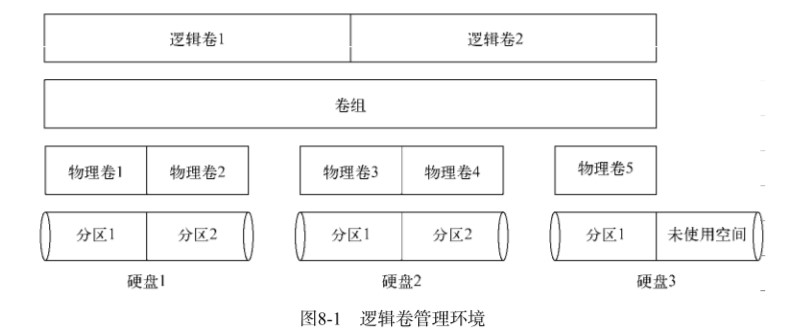 逻辑卷1 逻辑卷2
卷组
物理卷1 物理卷2 物理卷3 物理卷4 物理卷5
分区1 分区2 分区1 分区2 分区1 未使用空间
硬盘1 硬盘2 硬盘3
图8-1 逻辑卷管理环境